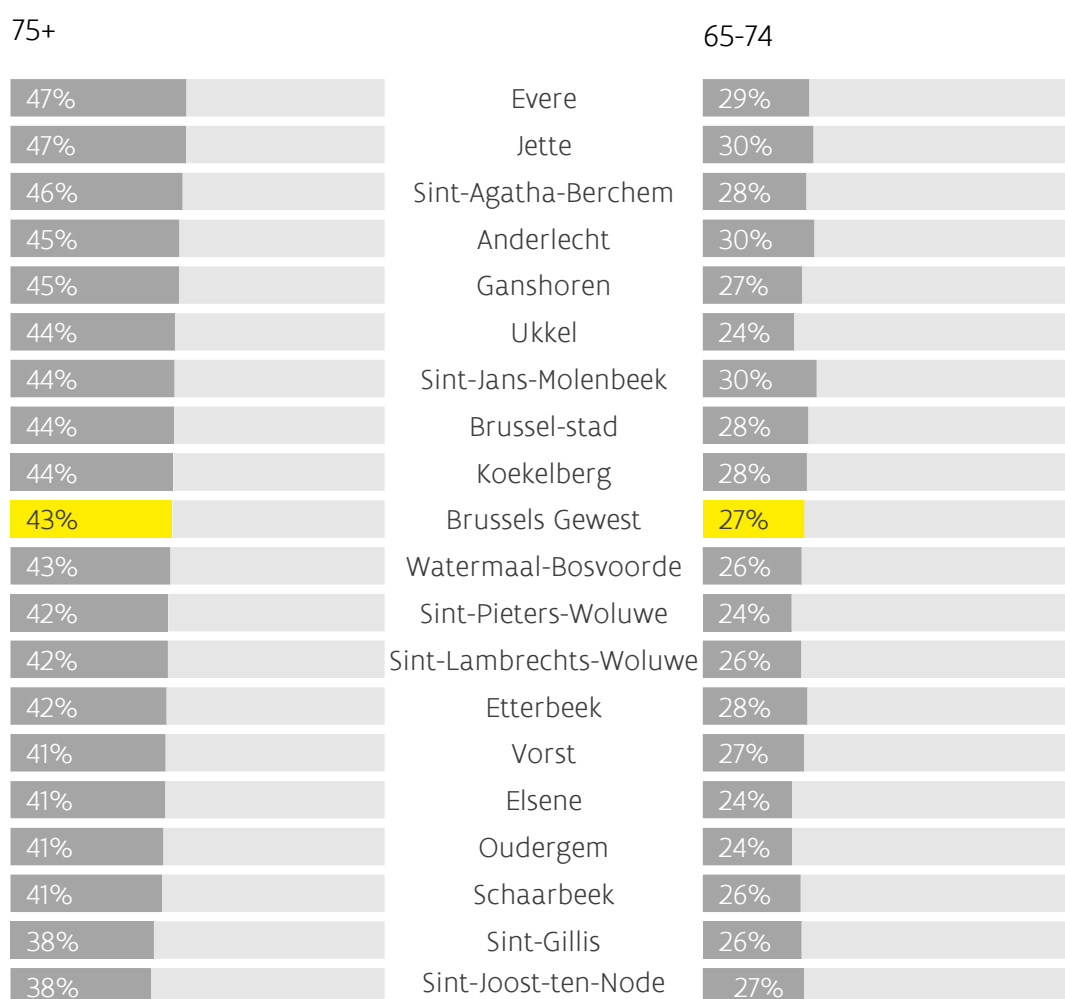 75+ 65-74
47% Evere 29%
47% Jette 30%
46% Sint-Agatha-Berchem 28%
45% Anderlecht 30%
45% Ganshoren 27%
44% Ukkel 24%
44% Sint-Jans-Molenbeek 30%
44% Brussel-stad 28%
44% Koekelberg 28%
43% Brussels Gewest 27%
43% Watermaal-Bosvoorde 26%
42% Sint-Pieters-Woluwe 24%
42% Sint-Lambrechts-Woluwe 26%
42% Etterbeek 28%
41% Vorst 27%
41% Elsene 24%
41% Oudergem 24%
41% Schaarbeek 26%
38% Sint-Gillis 26%
38% Sint-Joost-ten-Node 27%